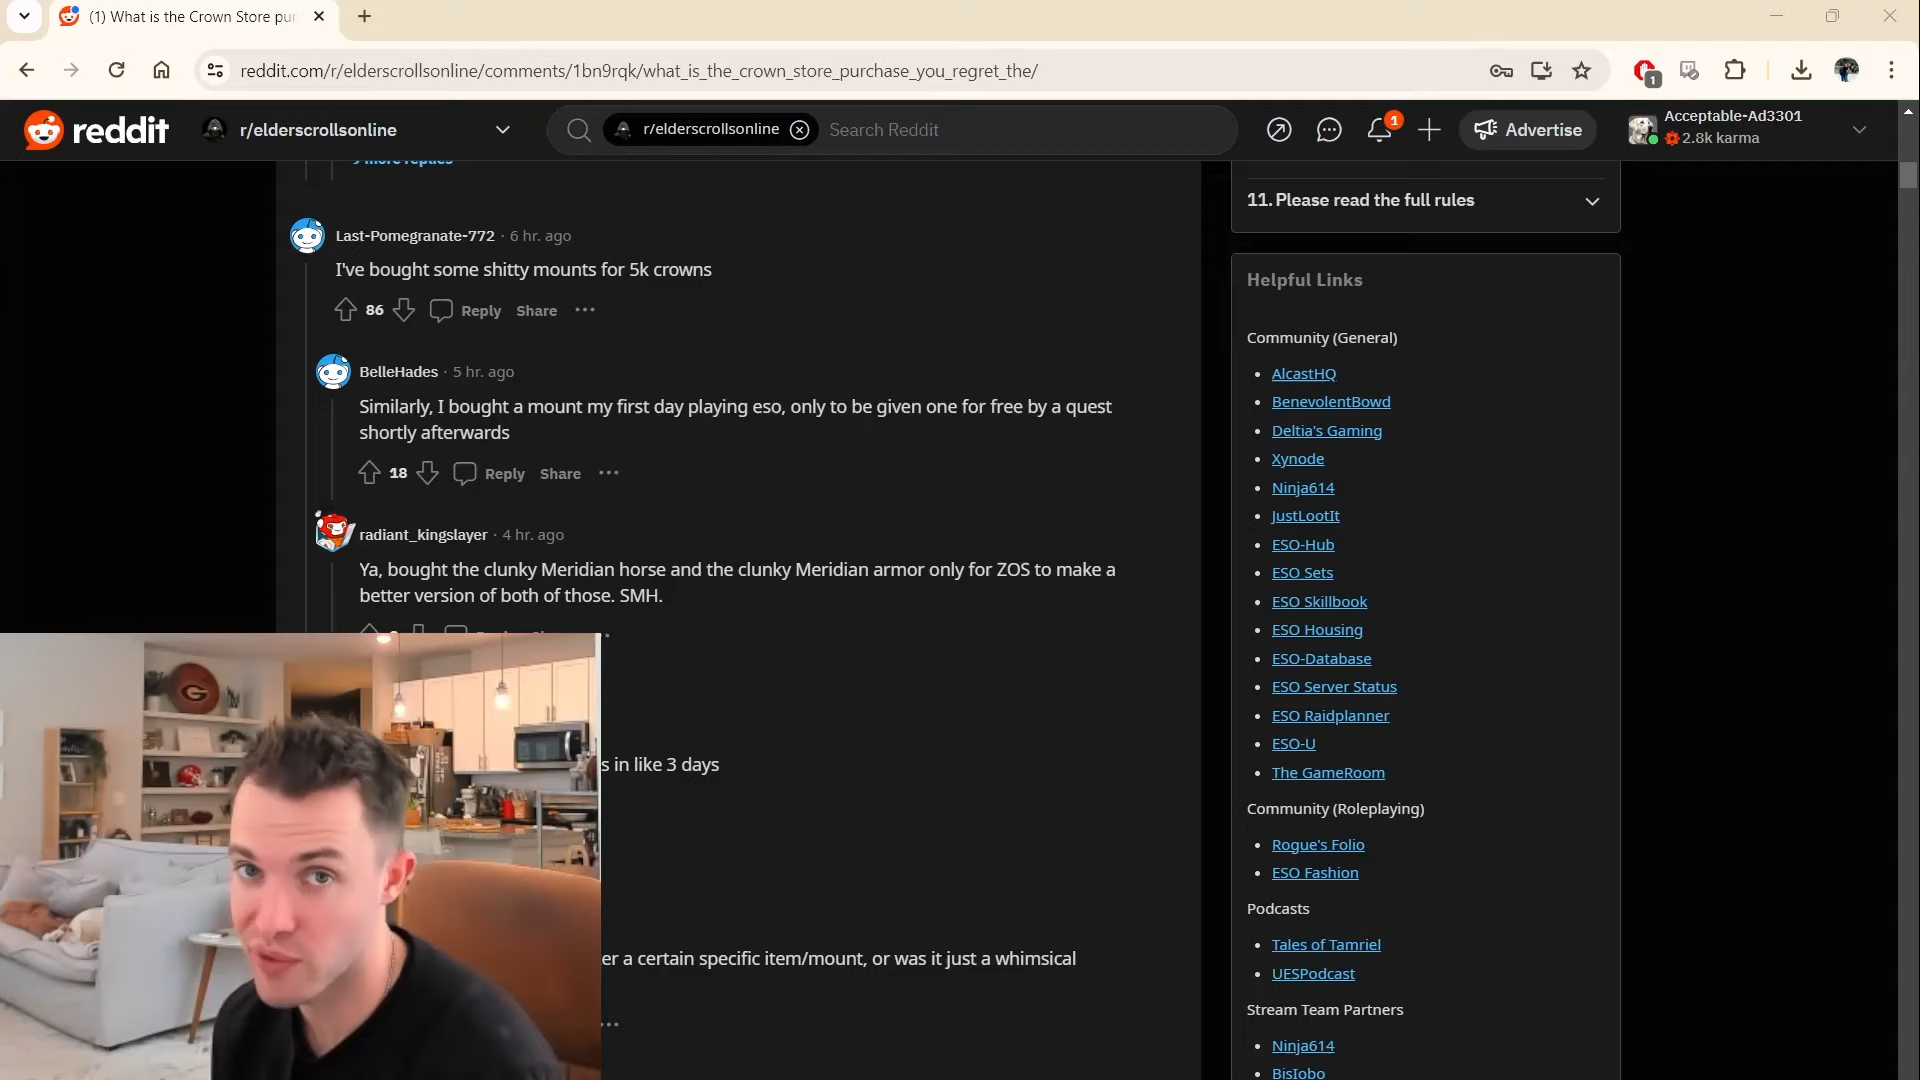 (1) What is the Crown Store pur
reddit.com/r/elderscrollsonline/comments/1bn9rqk/what_is_the_crown_store_purchase_you_regret_the/
1
reddit
r/elderscrollsonline
r/elderscrollsonline
Search Reddit
1
Advertise
Acceptable-Ad3301
2.8k karma
9 more replies
Last-Pomegranate-772 · 6 hr. ago
I've bought some shitty mounts for 5k crowns
86
Reply
Share
BelleHades · 5 hr. ago
Similarly, I bought a mount my first day playing eso, only to be given one for free by a quest
shortly afterwards
18
Reply
Share
radiant_kingslayer · 4 hr. ago
Ya, bought the clunky Meridian horse and the clunky Meridian armor only for ZOS to make a
better version of both of those. SMH.
s in like 3 days
er a certain specific item/mount, or was it just a whimsical
11. Please read the full rules
Helpful Links
Community (General)
AlcastHQ
BenevolentBowd
Deltia's Gaming
Xynode
Ninja614
JustLootIt
ESO-Hub
ESO Sets
ESO Skillbook
ESO Housing
ESO-Database
ESO Server Status
ESO Raidplanner
ESO-U
The GameRoom
Community (Roleplaying)
Rogue's Folio
ESO Fashion
Podcasts
Tales of Tamriel
UESPodcast
Stream Team Partners
Ninja614
BisIobo